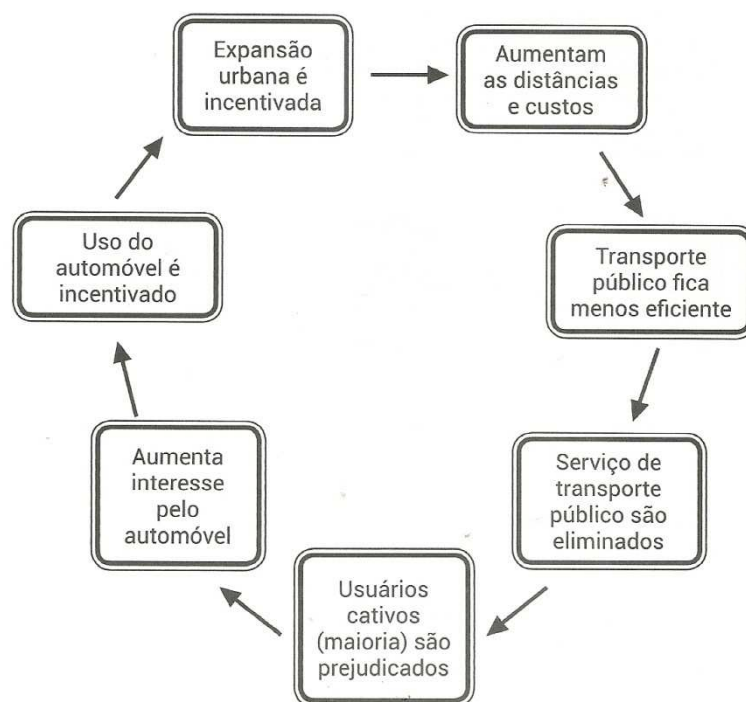 Expansão
urbana é
incentivada
Aumentam
as distâncias
e custos
Transporte
público fica
menos eficiente
Serviço de
transporte
público são
eliminados
Usuários
cativos
(maioria) são
prejudicados
Aumenta
interesse
pelo
automóvel
Uso do
automóvel é
incentivado